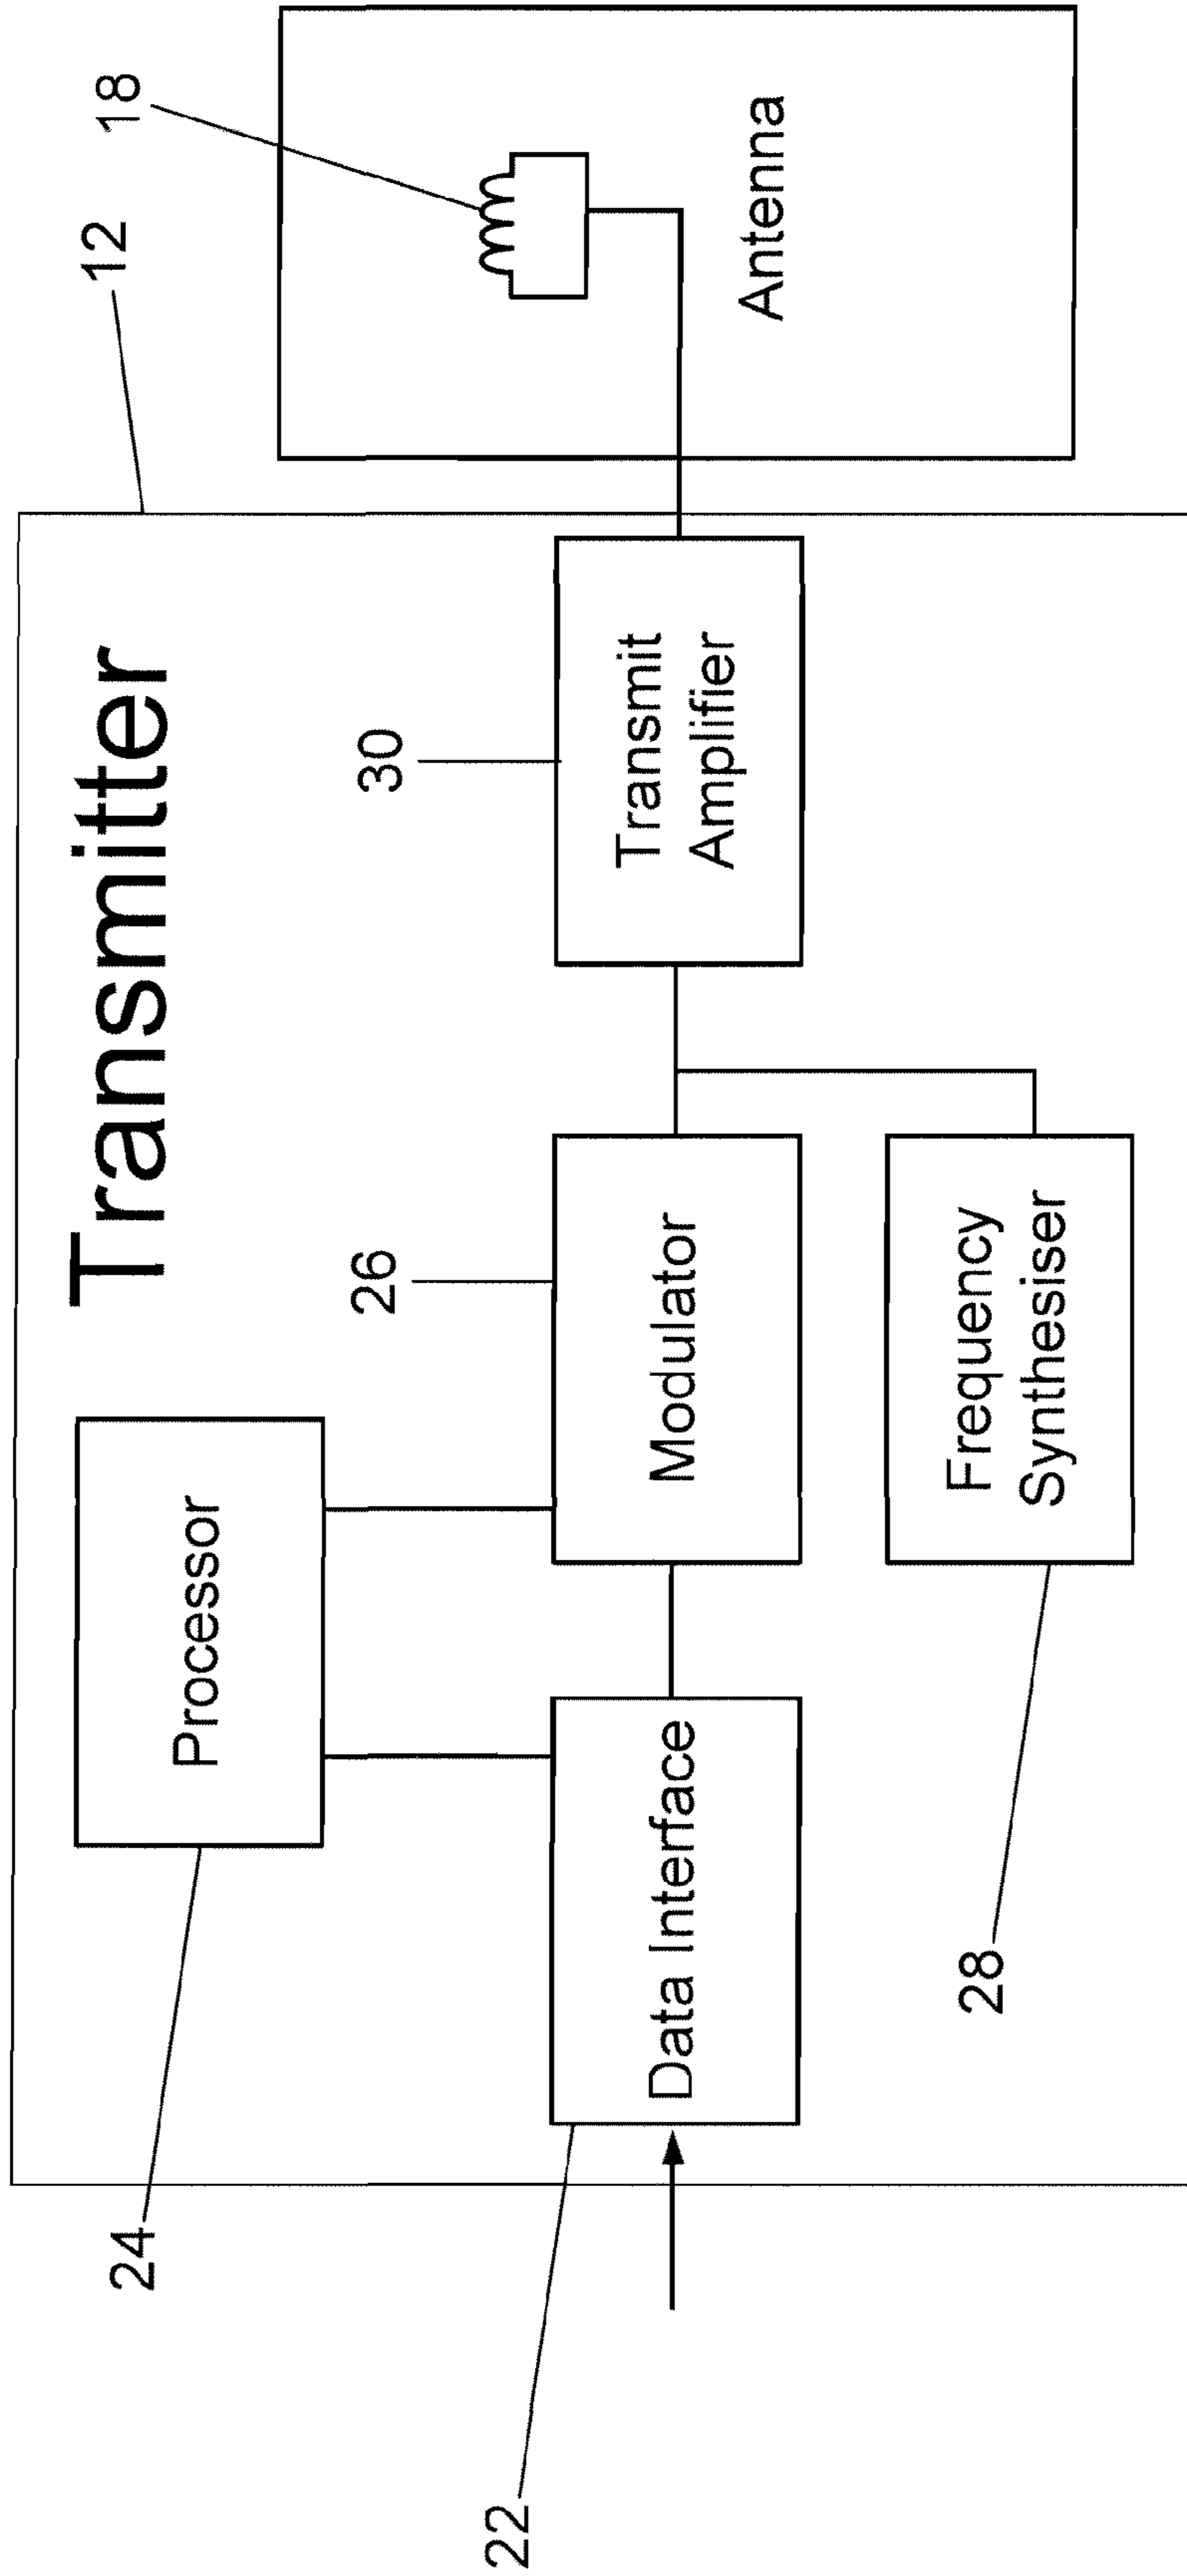 Transmitter
12
18
24
Processor
26
30
22
Data Interface
Modulator
Transmit
Amplifier
Antenna
28
Frequency
Synthesiser